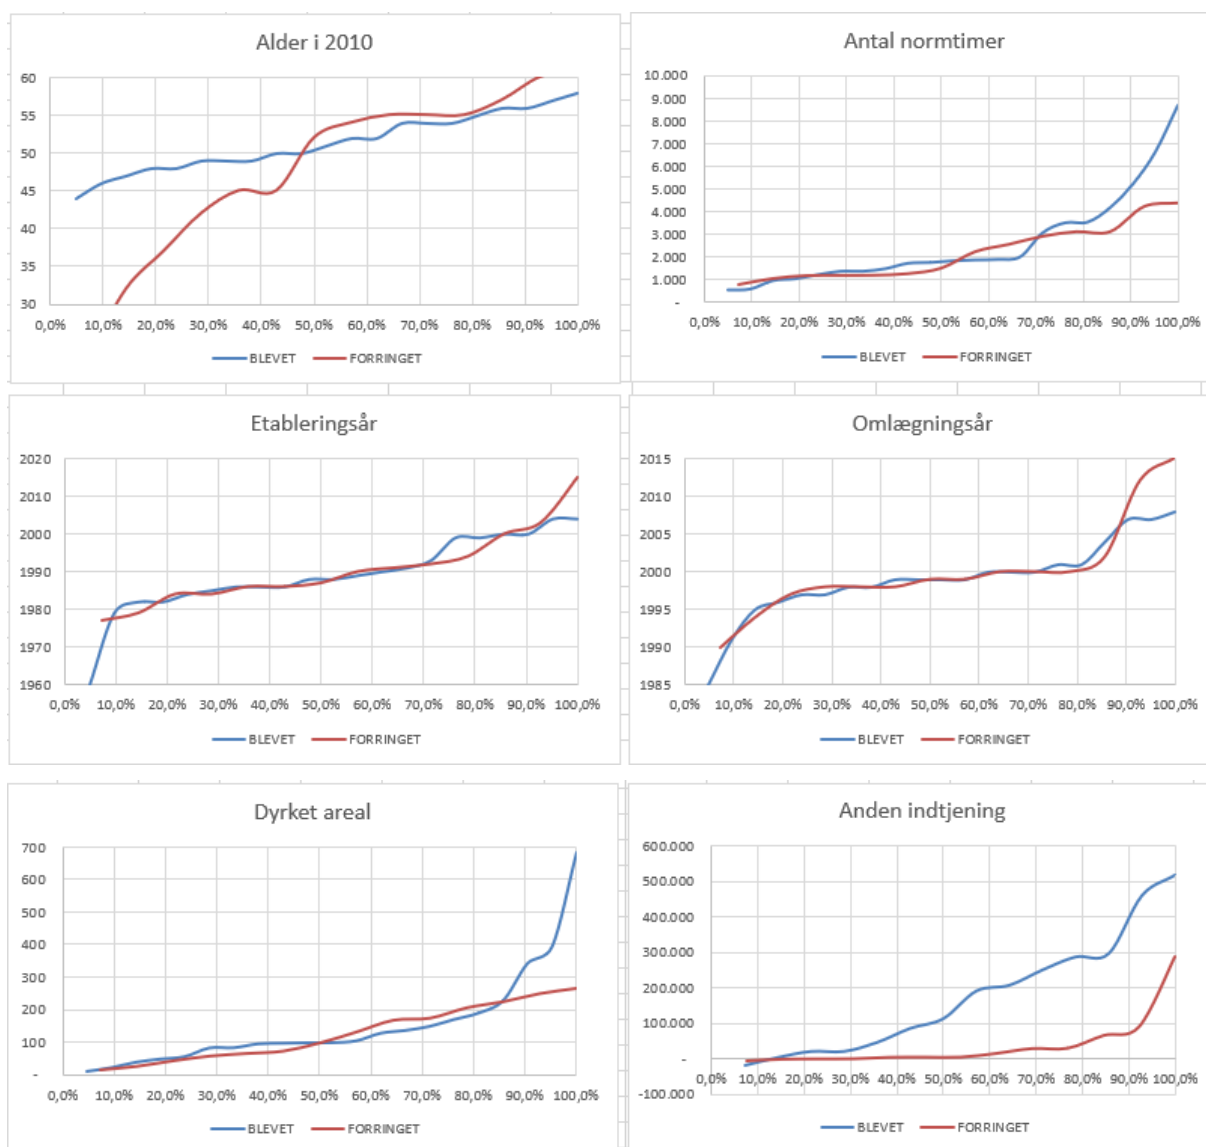 Alder i 2010
60
55
50
45
40
35
30
0,0% 10,0% 20,0% 30,0% 40,0% 50,0% 60,0% 70,0% 80,0% 90,0% 100,0%
BLEVET FORRINGET
Antal normtimer
10.000
9.000
8.000
7.000
6.000
5.000
4.000
3.000
2.000
1.000
-
0,0% 10,0% 20,0% 30,0% 40,0% 50,0% 60,0% 70,0% 80,0% 90,0% 100,0%
BLEVET FORRINGET
Etableringsår
2020
2010
2000
1990
1980
1970
1960
0,0% 10,0% 20,0% 30,0% 40,0% 50,0% 60,0% 70,0% 80,0% 90,0% 100,0%
BLEVET FORRINGET
Omlægningsår
2015
2010
2005
2000
1995
1990
1985
0,0% 10,0% 20,0% 30,0% 40,0% 50,0% 60,0% 70,0% 80,0% 90,0% 100,0%
BLEVET FORRINGET
Dyrket areal
700
600
500
400
300
200
100
-
0,0% 10,0% 20,0% 30,0% 40,0% 50,0% 60,0% 70,0% 80,0% 90,0% 100,0%
BLEVET FORRINGET
Anden indtjening
600.000
500.000
400.000
300.000
200.000
100.000
-
-100.000
0,0% 10,0% 20,0% 30,0% 40,0% 50,0% 60,0% 70,0% 80,0% 90,0% 100,0%
BLEVET FORRINGET